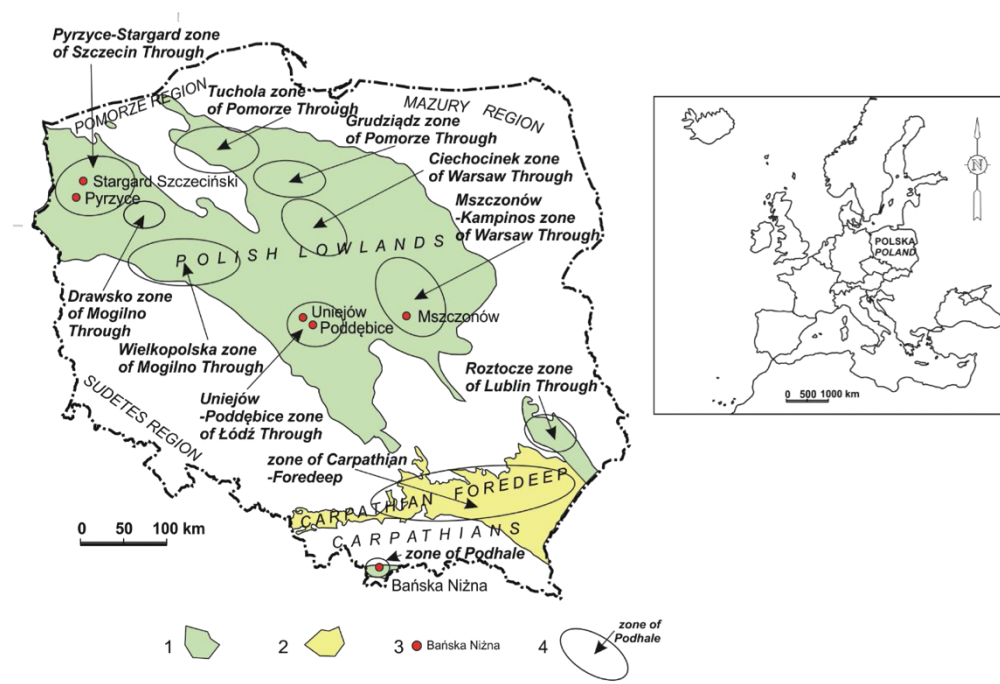 Pyrzyce-Stargard zone
of Szczecin Through
POMORZE REGION
Tuchola zone
of Pomorze Through
MAZURY REGION
Grudziądz zone
of Pomorze Through
Ciechocinek zone
of Warsaw Through
Stargard Szczeciński
Pyrzyce
Mszczonów
-Kampinos zone
of Warsaw Through
POLISH LOWLANDS
Drawsko zone
of Mogilno
Through
Uniejów
Poddębice
Mszczonów
Wielkopolska zone
of Mogilno Through
SUDETES REGION
Roztocze zone
of Lublin Through
Uniejów
-Poddębice zone
of Łódź Through
zone of Carpathian
-Foredeep
CARPATHIAN FOREDEEP
CARPATHIANS
zone of Podhale
Bańska Niżna
0 50 100 km
N
POLSKA
POLAND
0 500 1000 km
1
2
3 Bańska Niżna
4
zone of
Podhale